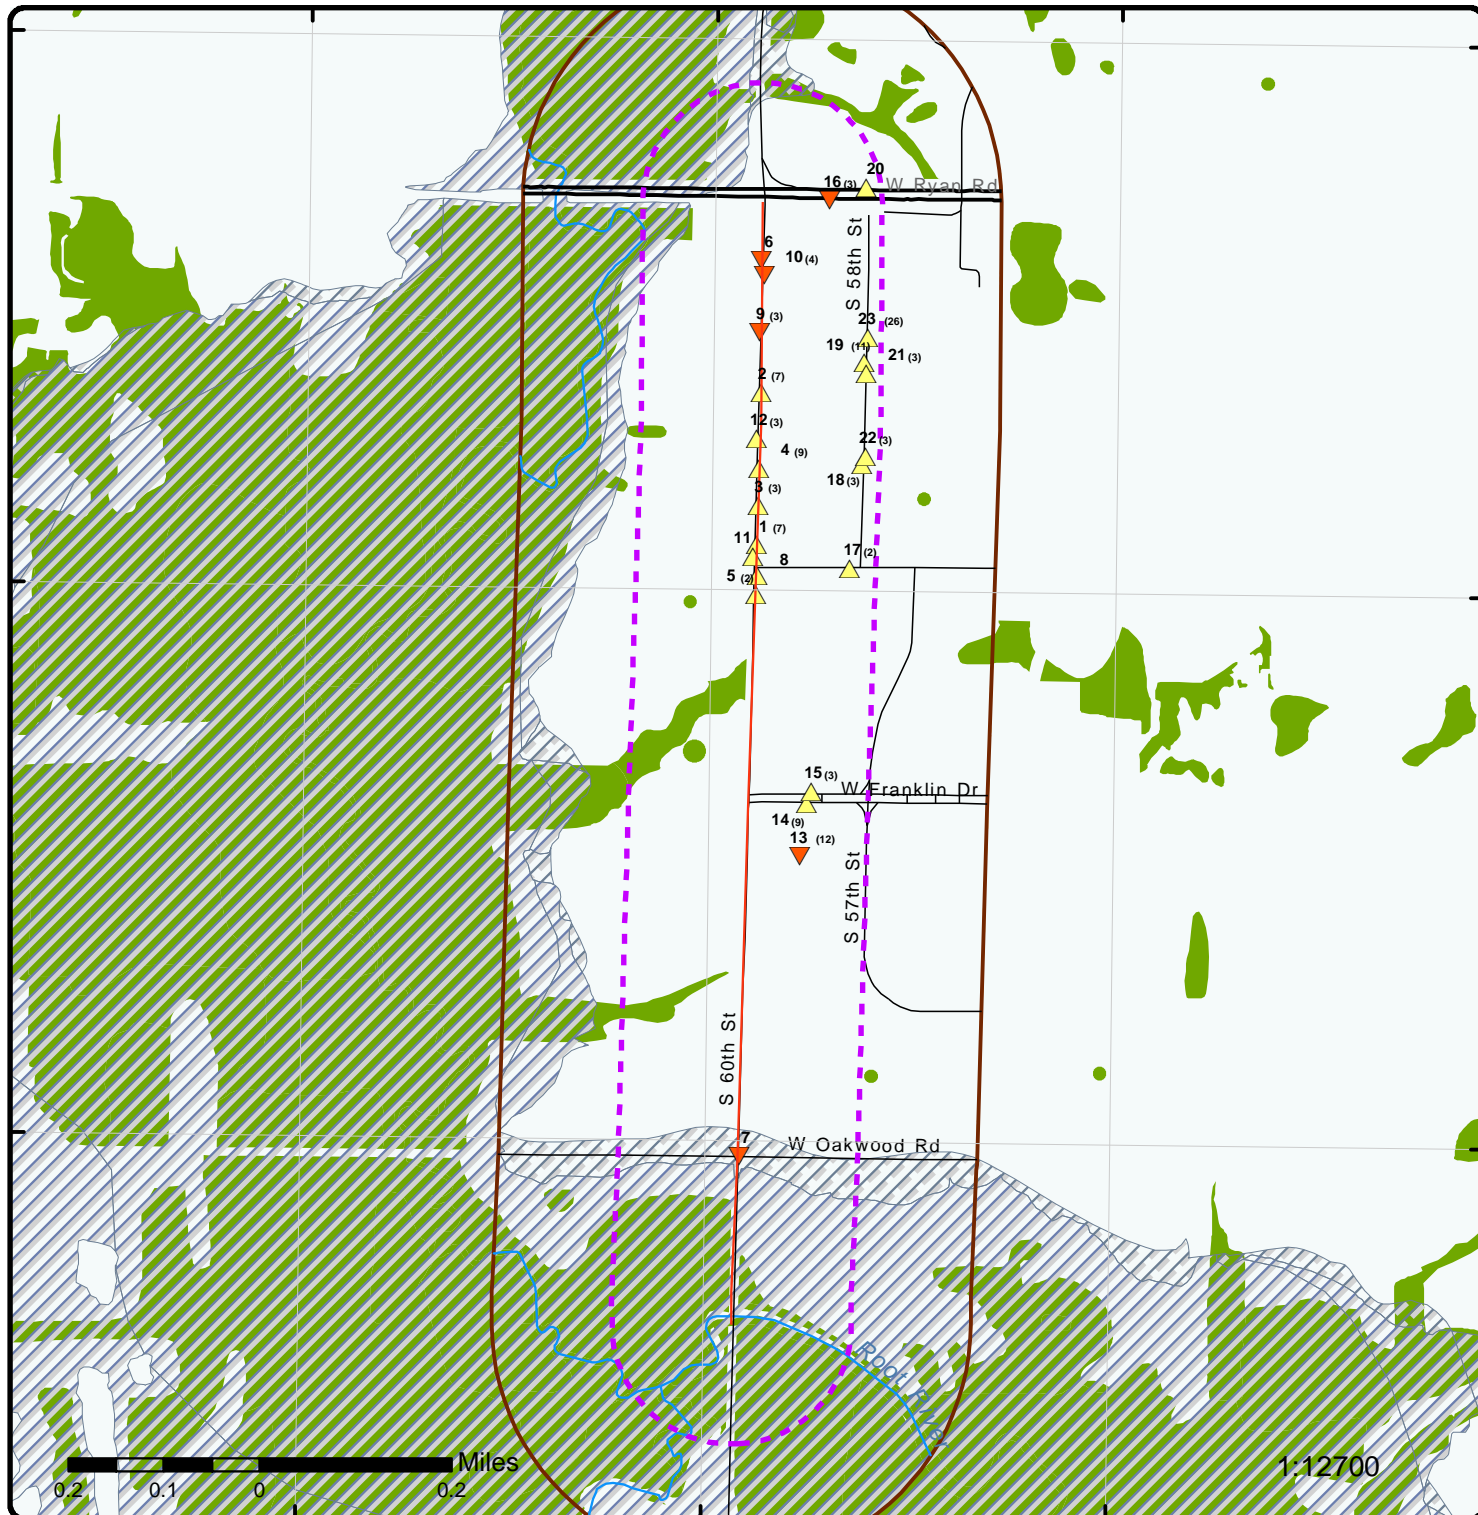 20
16 (3)
W Ryan Rd
6
10 (4)
S 58th St
9 (3)
23 (26)
19 (11)
21 (3)
2 (7)
12 (3)
4 (9)
22 (3)
18 (3)
3 (3)
1 (7)
11
17 (2)
8
5 (2)
15 (3)
W Franklin Dr
14 (9)
13 (12)
S 57th St
S 60th St
7
W Oakwood Rd
Root River
Miles
0.2 0.1 0 0.2
1:12700